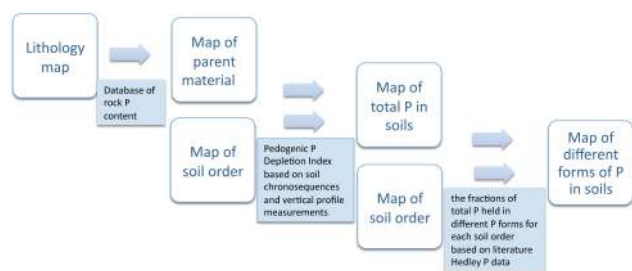 Lithology
map
Database of
rock P
content
Map of
parent
material
Map of
soil order
Pedogenic P
Depletion Index
based on soil
chronosequences
and vertical profile
measurements
Map of
total P in
soils
Map of
soil order
the fractions of
total P held in
different P forms for
each soil order
based on literature
Hedley P data
Map of
different
forms of P
in soils